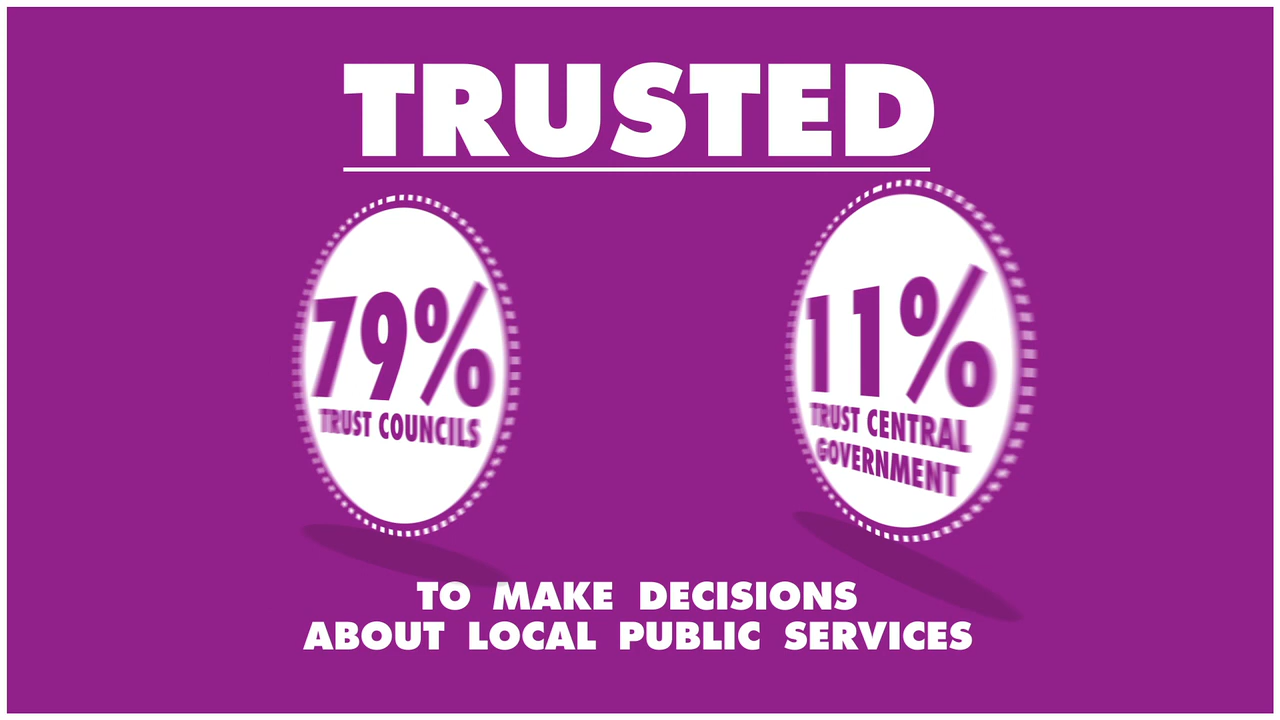 TRUSTED
79%
TRUST COUNCILS
11%
TRUST CENTRAL
GOVERNMENT
TO MAKE DECISIONS
ABOUT LOCAL PUBLIC SERVICES